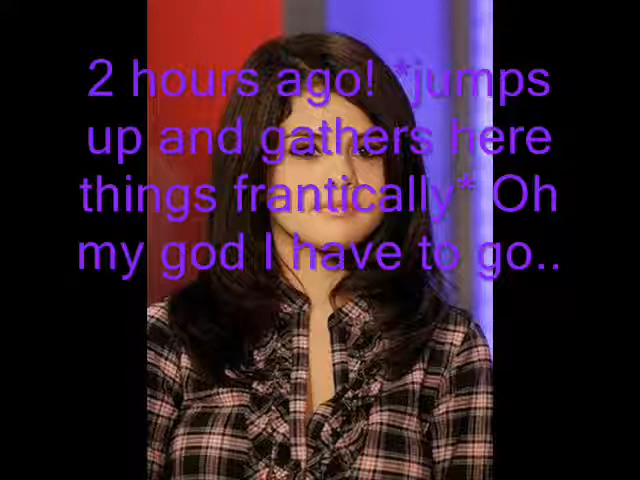 2 hours ago! *jumps
up and gathers here
things frantically* Oh
my god I have to go..